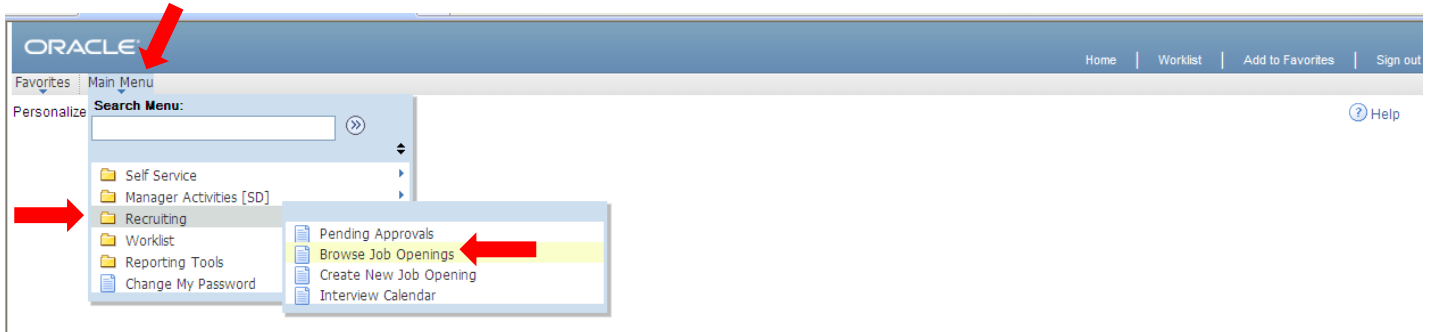 ORACLE
Home | Worklist | Add to Favorites | Sign out
Favorites Main Menu
Personalize
Search Menu:
Help
Self Service
Manager Activities [SD]
Recruiting
Worklist
Reporting Tools
Change My Password
Pending Approvals
Browse Job Openings
Create New Job Opening
Interview Calendar